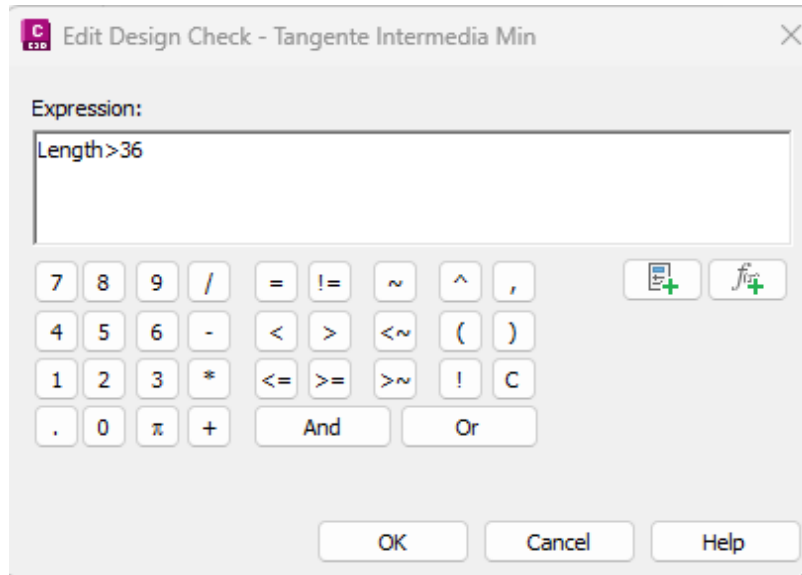 C
C3D
Edit Design Check - Tangente Intermedia Min
Expression:
Length>36
7 8 9 / = != ~ ^ ,
4 5 6 - < > <~ ( )
1 2 3 * <= >= >~ ! C
. 0 π + And Or
OK Cancel Help